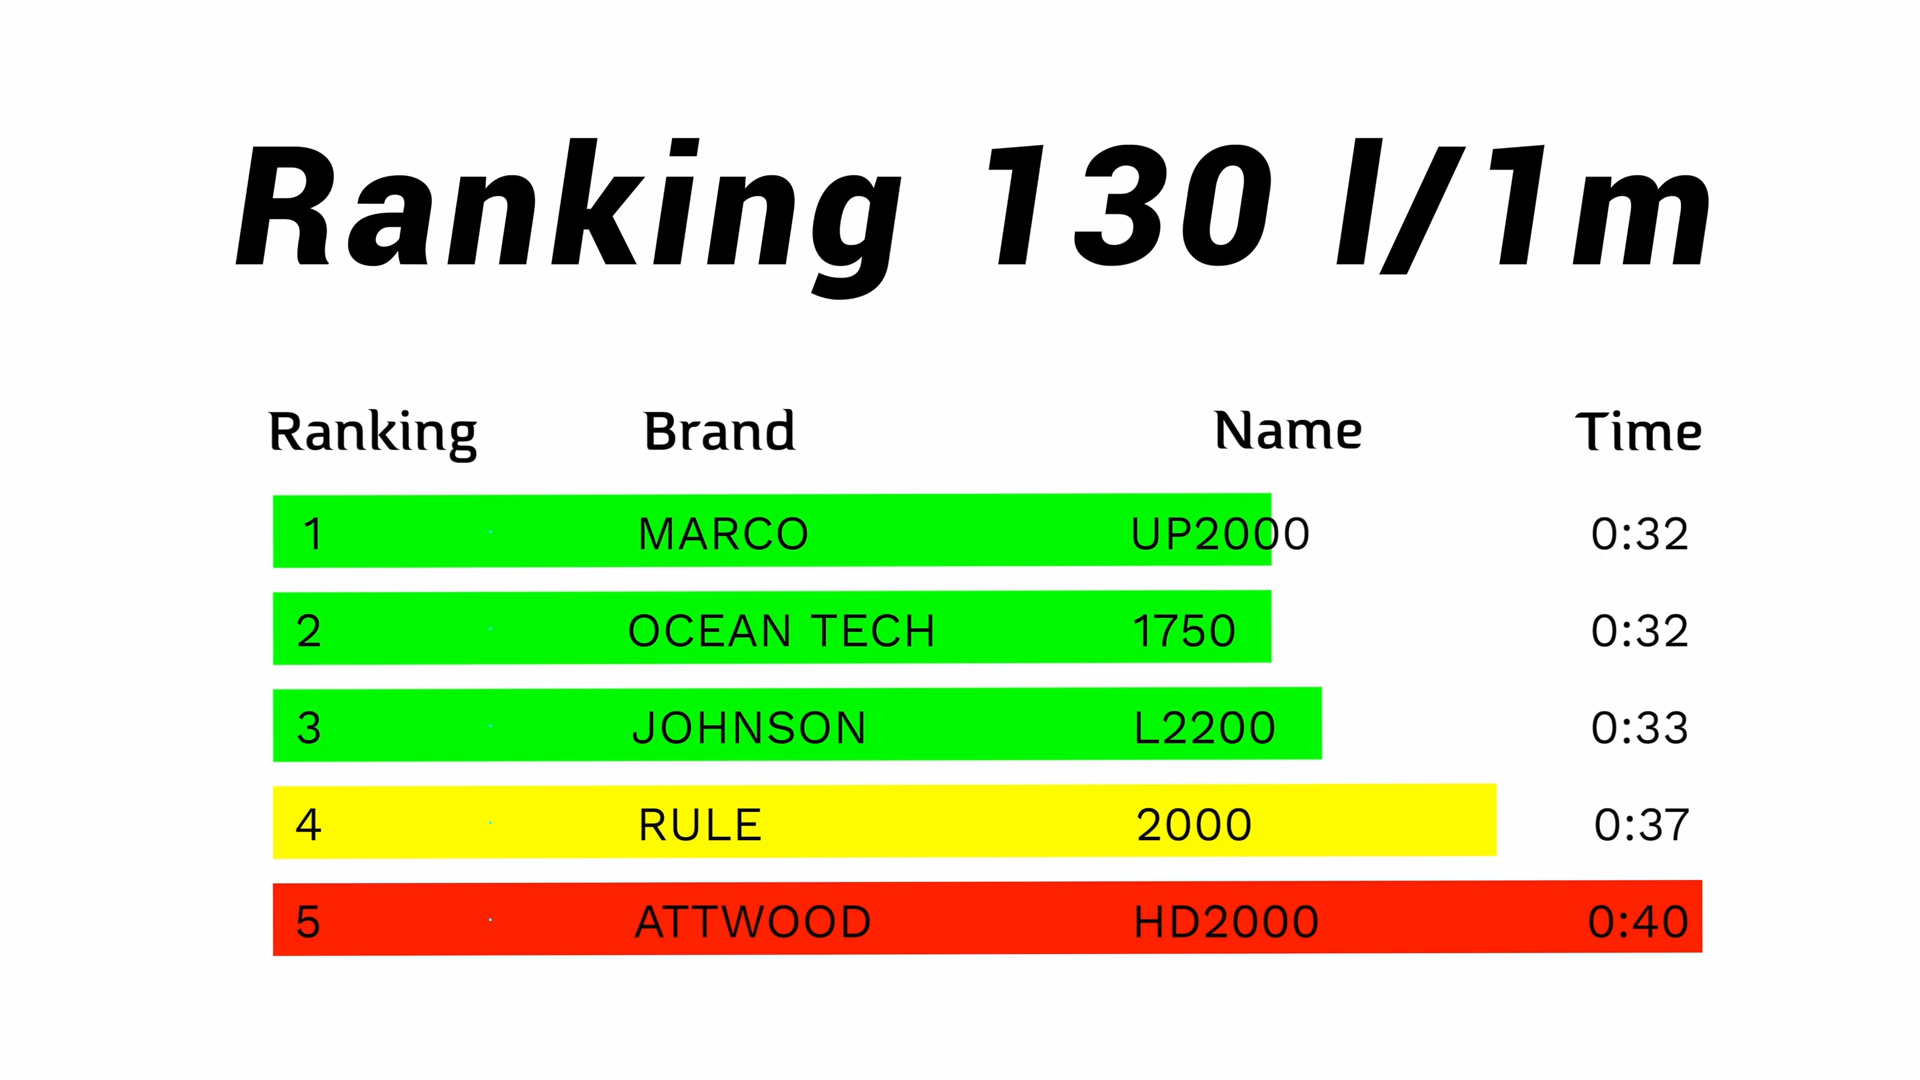 Ranking 130 l/1m
Ranking Brand Name Time
1 MARCO UP2000 0:32
2 OCEAN TECH 1750 0:32
3 JOHNSON L2200 0:33
4 RULE 2000 0:37
5 ATTWOOD HD2000 0:40